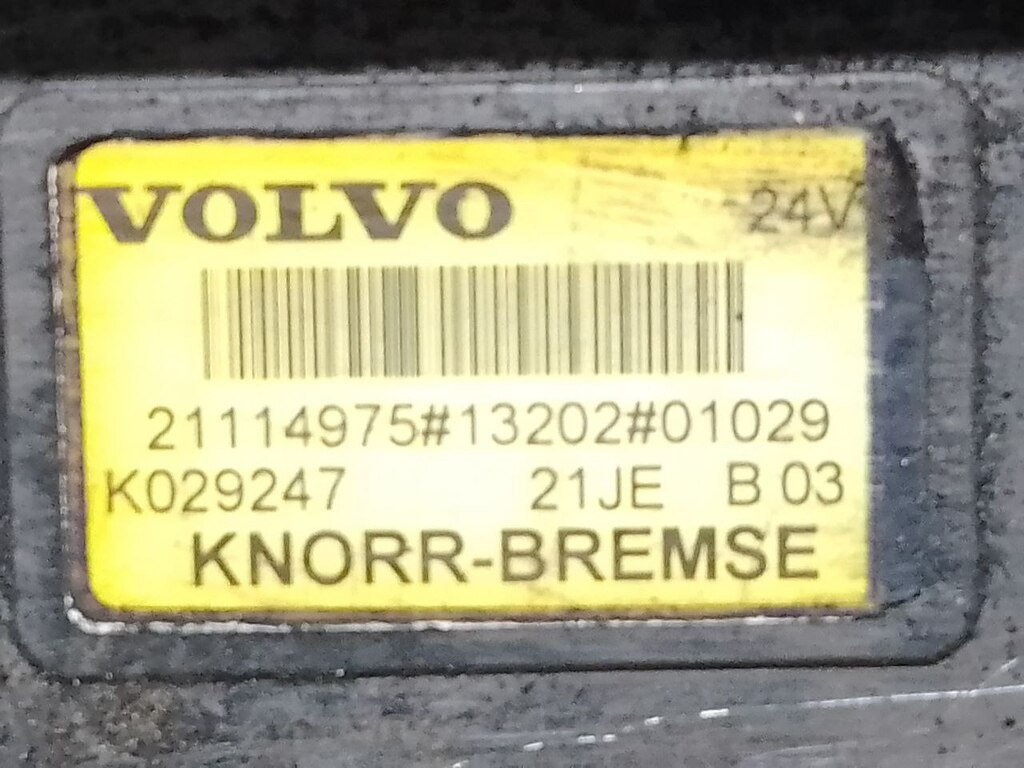 VOLVO 24V
21114975#13202#01029
K029247 21JE B 03
KNORR-BREMSE